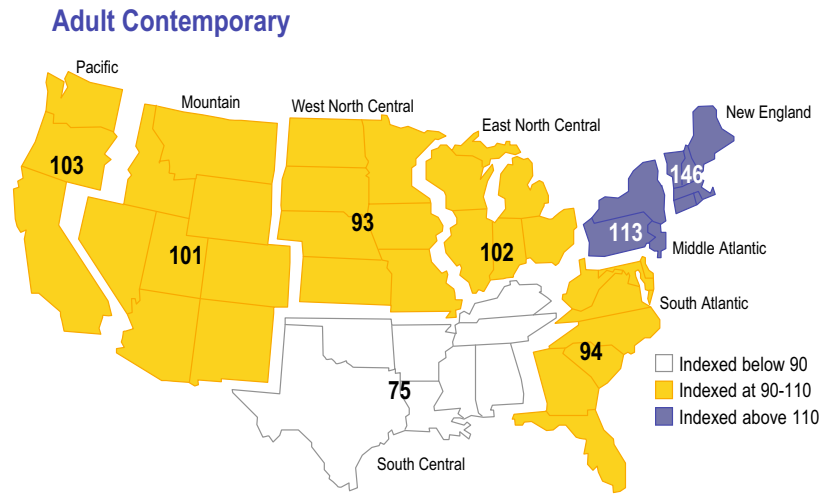 Adult Contemporary
Pacific
Mountain
West North Central
East North Central
New England
103
101
93
102
146
113
Middle Atlantic
South Atlantic
94
75
South Central
Indexed below 90
Indexed at 90-110
Indexed above 110